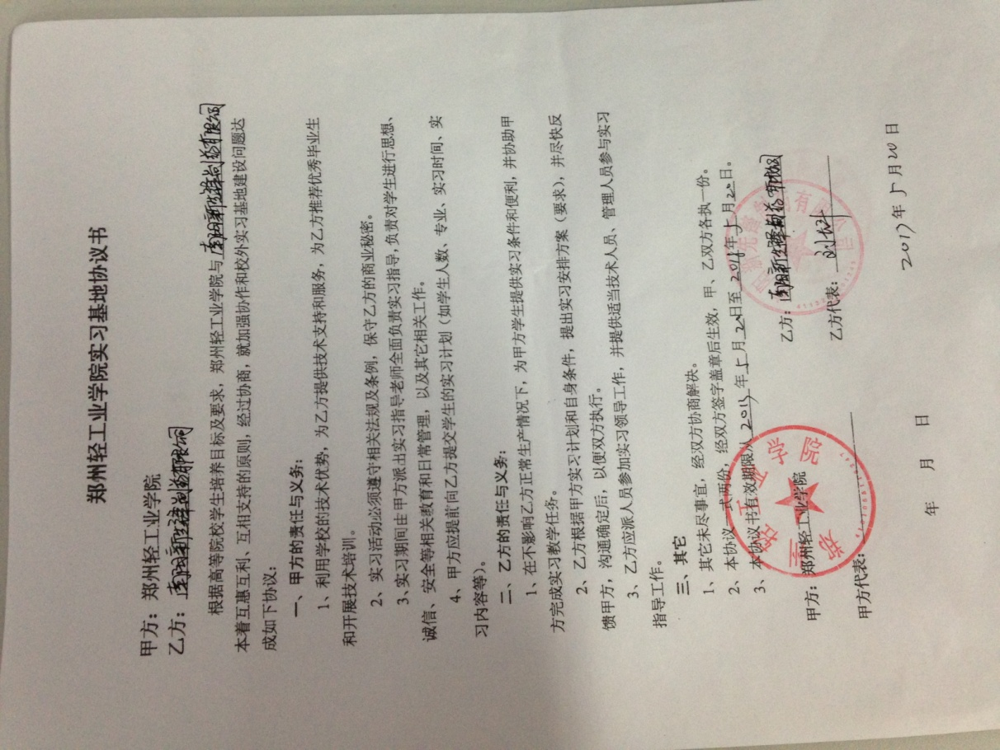 郑州轻工业学院实习基地协议书
甲方：郑州轻工业学院
乙方：南阳新生制药有限公司
根据高等院校学生培养目标及要求，郑州轻工业学院与南阳新生制药有限公司
本着互惠互利、互相支持的原则，经过协商，就加强协作和校外实习基地建设问题达
成如下协议：
一、甲方的责任与义务：
1、利用学校的技术优势，为乙方提供技术支持和服务，为乙方推荐优秀毕业生
和开展技术培训。
2、实习活动必须遵守相关法规及条例，保守乙方的商业秘密。
3、实习期间由甲方派出实习指导老师全面负责实习指导，负责对学生进行思想、
诚信、安全等相关教育和日常管理，以及其它相关工作。
4、甲方应提前向乙方提交学生的实习计划（如学生人数、专业、实习时间、实
习内容等）。
二、乙方的责任与义务：
1、在不影响乙方正常生产情况下，为甲方学生提供实习条件和便利，并协助甲
方完成实习教学任务。
2、乙方根据甲方实习计划和自身条件，提出实习安排方案（要求），并尽快反
馈甲方，沟通确定后，以便双方执行。
3、乙方应派人员参加实习领导工作，并提供适当技术人员、管理人员参与实习
指导工作。
三、其它
1、其它未尽事宜，经双方协商解决。
2、本协议一式两份，经双方签字盖章后生效，甲、乙双方各执一份。
3、本协议书有效期限从2017年5月20日至2018年5月20日。
甲方：郑州轻工业学院
乙方：南阳新生制药有限公司
甲方代表：
乙方代表：刘
年 月 日
2017年5月20日